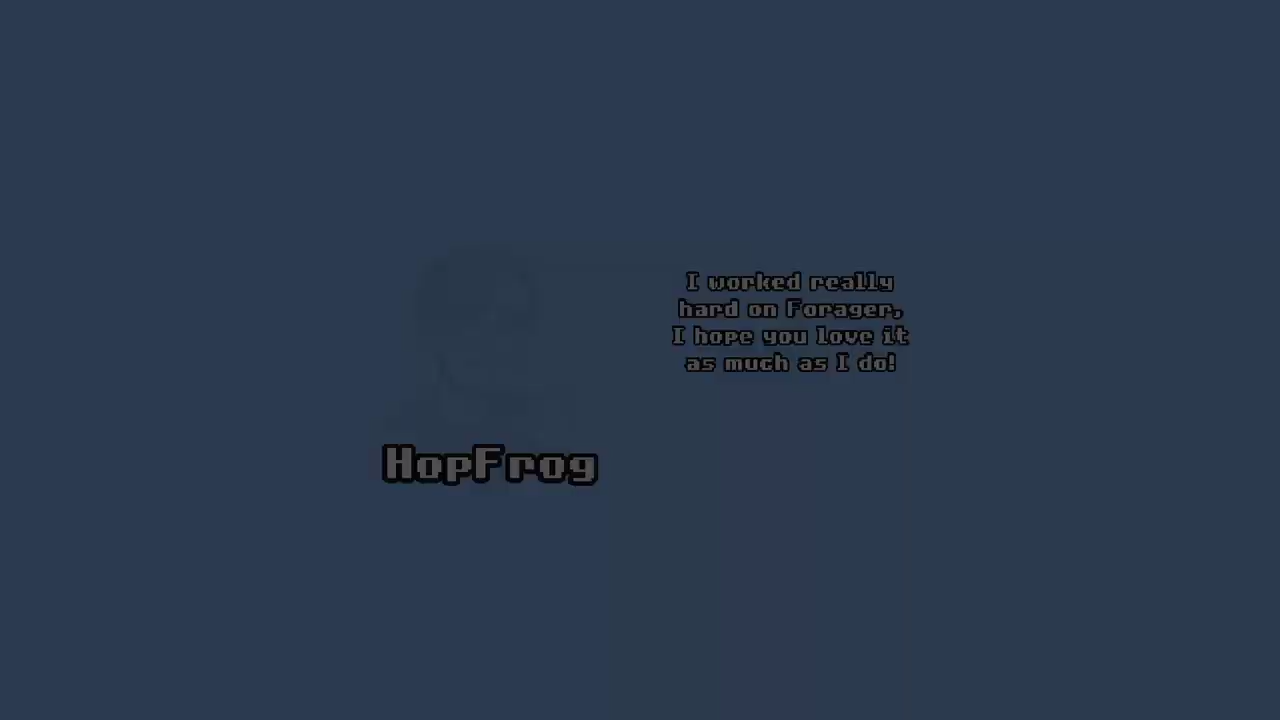 I worked really
hard on Forager,
I hope you love it
as much as I do!
HopFrog